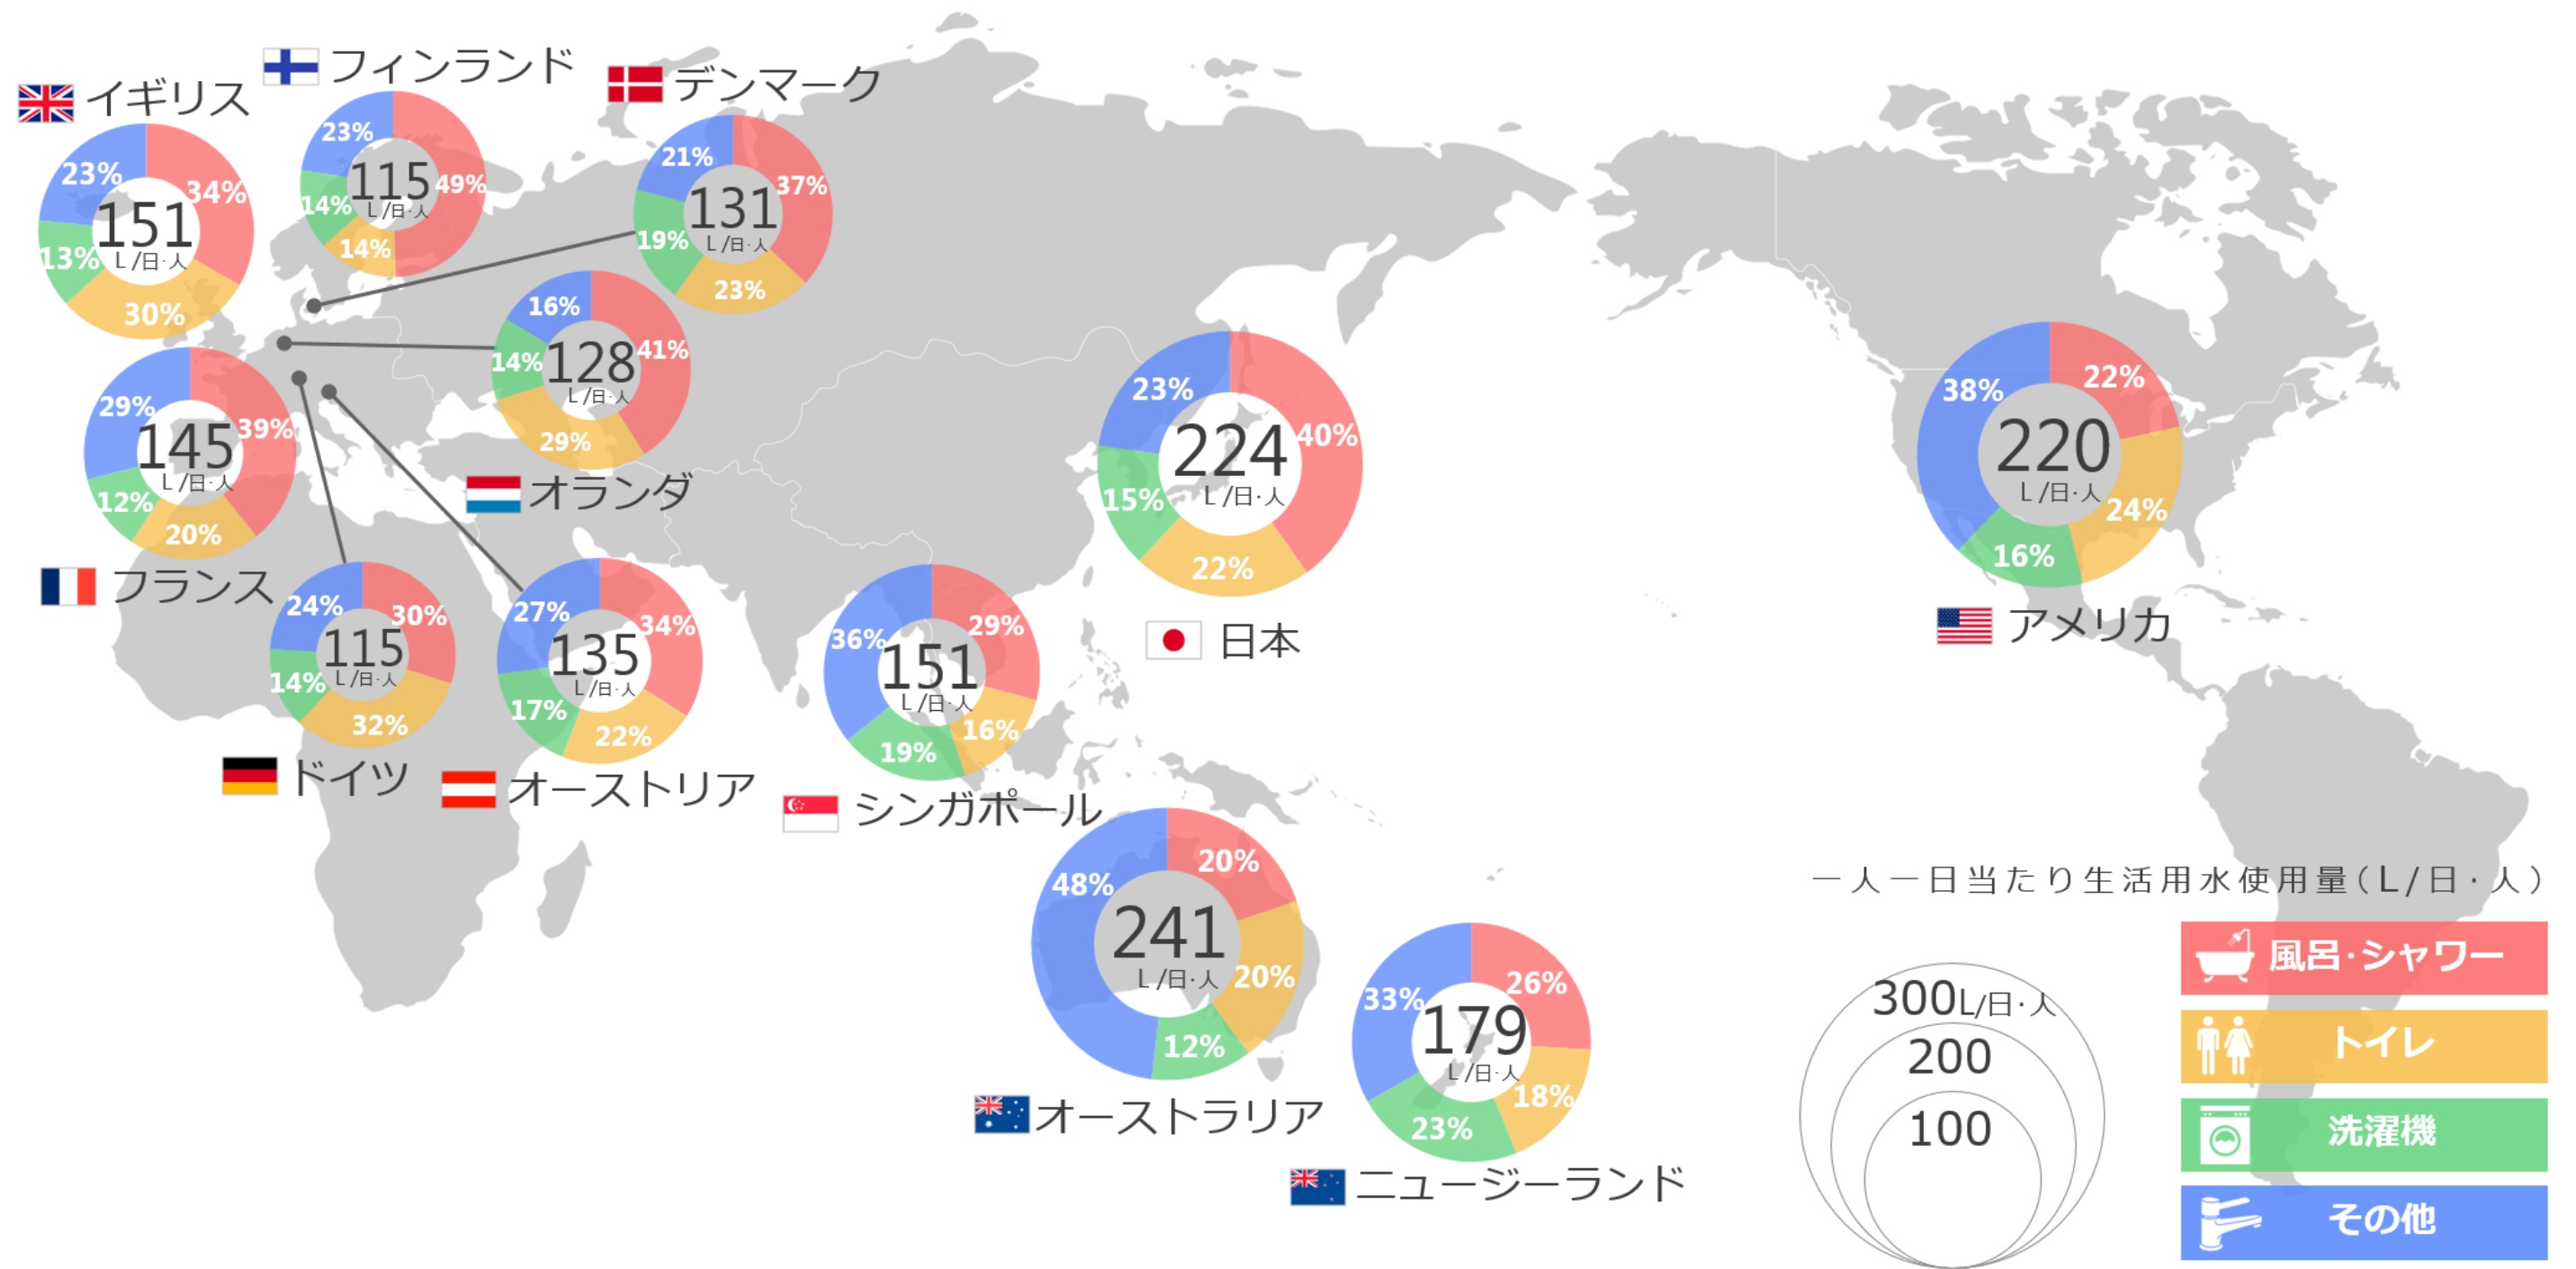 イギリス
23%
34%
151
L/日·人
13%
30%
フィンランド
23%
49%
115
L/日·人
14%
14%
デンマーク
21%
37%
131
L/日·人
19%
23%
16%
41%
128
L/日·人
14%
29%
オランダ
29%
39%
145
L/日·人
12%
20%
フランス
24%
30%
115
L/日·人
14%
32%
ドイツ
27%
34%
135
L/日·人
17%
22%
オーストリア
36%
29%
151
L/日·人
16%
19%
シンガポール
23%
40%
224
L/日·人
15%
22%
日本
38%
22%
220
L/日·人
24%
16%
アメリカ
48%
20%
241
L/日·人
20%
12%
オーストラリア
33%
26%
179
L/日·人
18%
23%
ニュージーランド
一人一日当たり生活用水使用量(L/日·人)
300L/日·人
200
100
風呂·シャワー
トイレ
洗濯機
その他